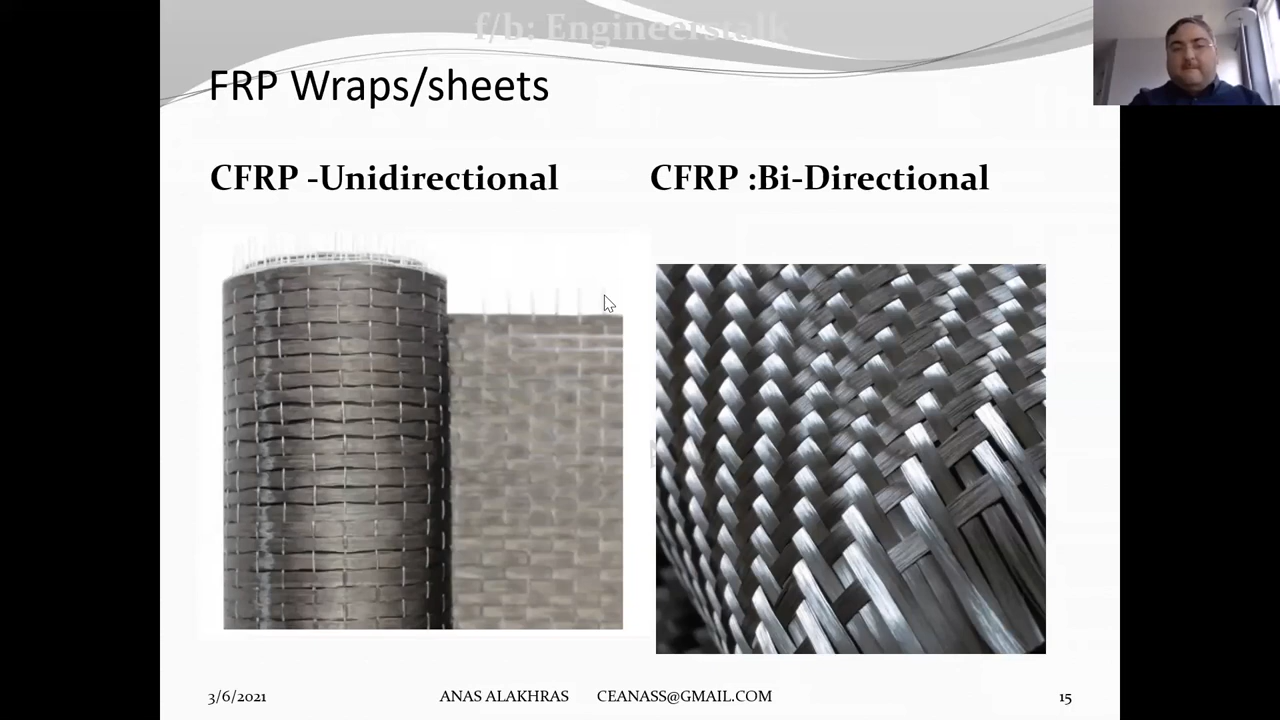 f/b: Engineerstalk
FRP Wraps/sheets
CFRP -Unidirectional
CFRP :Bi-Directional
3/6/2021
ANAS ALAKHRAS CEANASS@GMAIL.COM
15